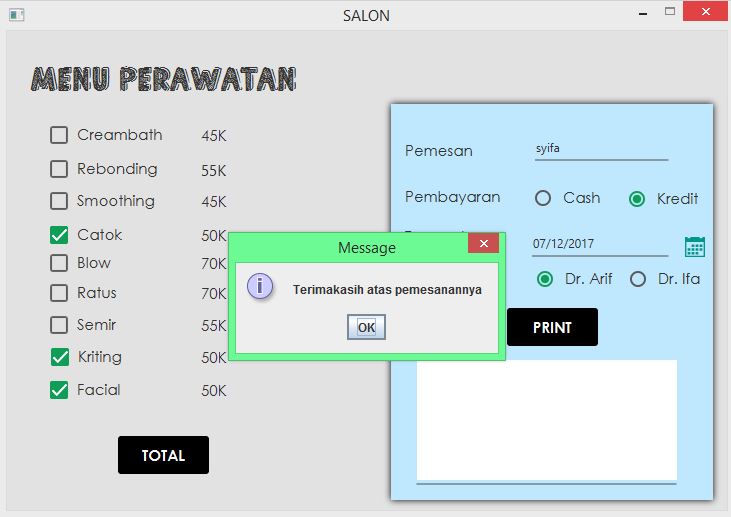 SALON
MENU PERAWATAN
Creambath 45K
Rebonding 55K
Smoothing 45K
Catok 50K
Blow 70K
Ratus 70K
Semir 55K
Kriting 50K
Facial 50K
TOTAL
Pemesan syifa
Pembayaran Cash Kredit
07/12/2017
Dr. Arif Dr. Ifa
PRINT
Message
Terimakasih atas pemesanannya
OK